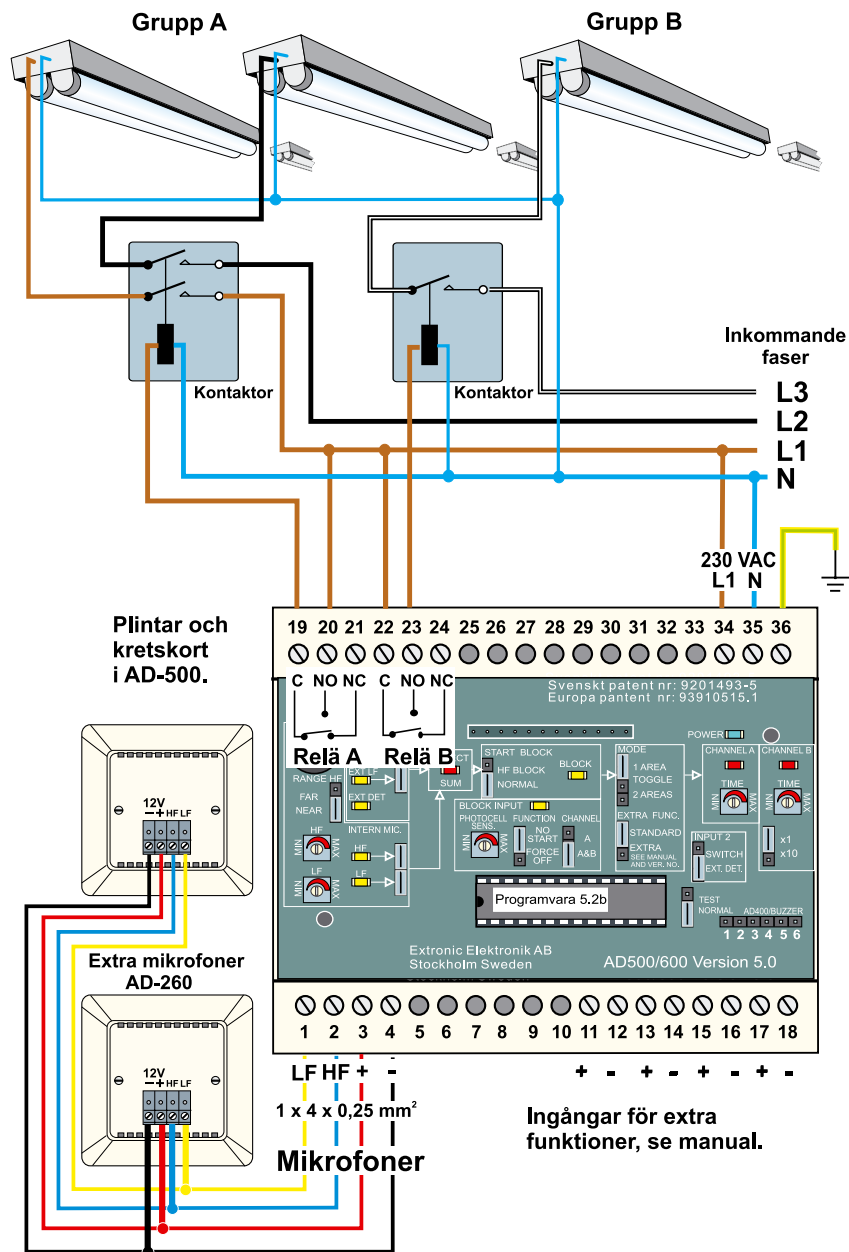 Grupp A
Grupp B
Kontaktor
Kontaktor
Inkommande
faser
L3
L2
L1
N
230 VAC
L1 N
Plintar och
kretskort
i AD-500.
19 20 21 22 23 24 25 26 27 28 29 30 31 32 33 34 35 36
C NO NC C NO NC
Relä A Relä B
Svenskt patent nr: 9201493-5
Europa pantent nr: 93910515.1
POWER
RANGE HF
FAR
NEAR
EXT LF
EXT DET
SUM
START BLOCK
HF BLOCK
NORMAL
BLOCK
MODE
1 AREA
TOGGLE
2 AREAS
EXTRA FUNC.
STANDARD
EXTRA
SEE MANUAL
AND VER. NO.
CHANNEL A
TIME
MIN MAX
CHANNEL B
TIME
MIN MAX
x1
x10
INTERN MIC.
HF
MIN MAX
HF
LF
MIN MAX
LF
BLOCK INPUT
PHOTOCELL
SENS.
MIN MAX
FUNCTION
NO
START
FORCE
OFF
CHANNEL
A
A&B
INPUT 2
SWITCH
EXT. DET.
TEST
NORMAL
AD400/BUZZER
1 2 3 4 5 6
Programvara 5.2b
Extronic Elektronik AB
Stockholm Sweden
AD500/600 Version 5.0
12V
− + HF LF
Extra mikrofoner
AD-260
12V
− + HF LF
1 2 3 4 5 6 7 8 9 10 11 12 13 14 15 16 17 18
LF HF + -
+ - + - + - + -
1 x 4 x 0,25 mm²
Mikrofoner
Ingångar för extra
funktioner, se manual.